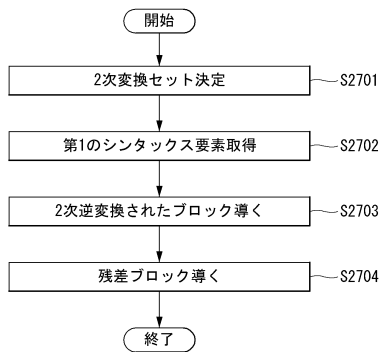 開始
2次変換セット決定
S2701
第1のシンタックス要素取得
S2702
2次逆変換されたブロック導く
S2703
残差ブロック導く
S2704
終了